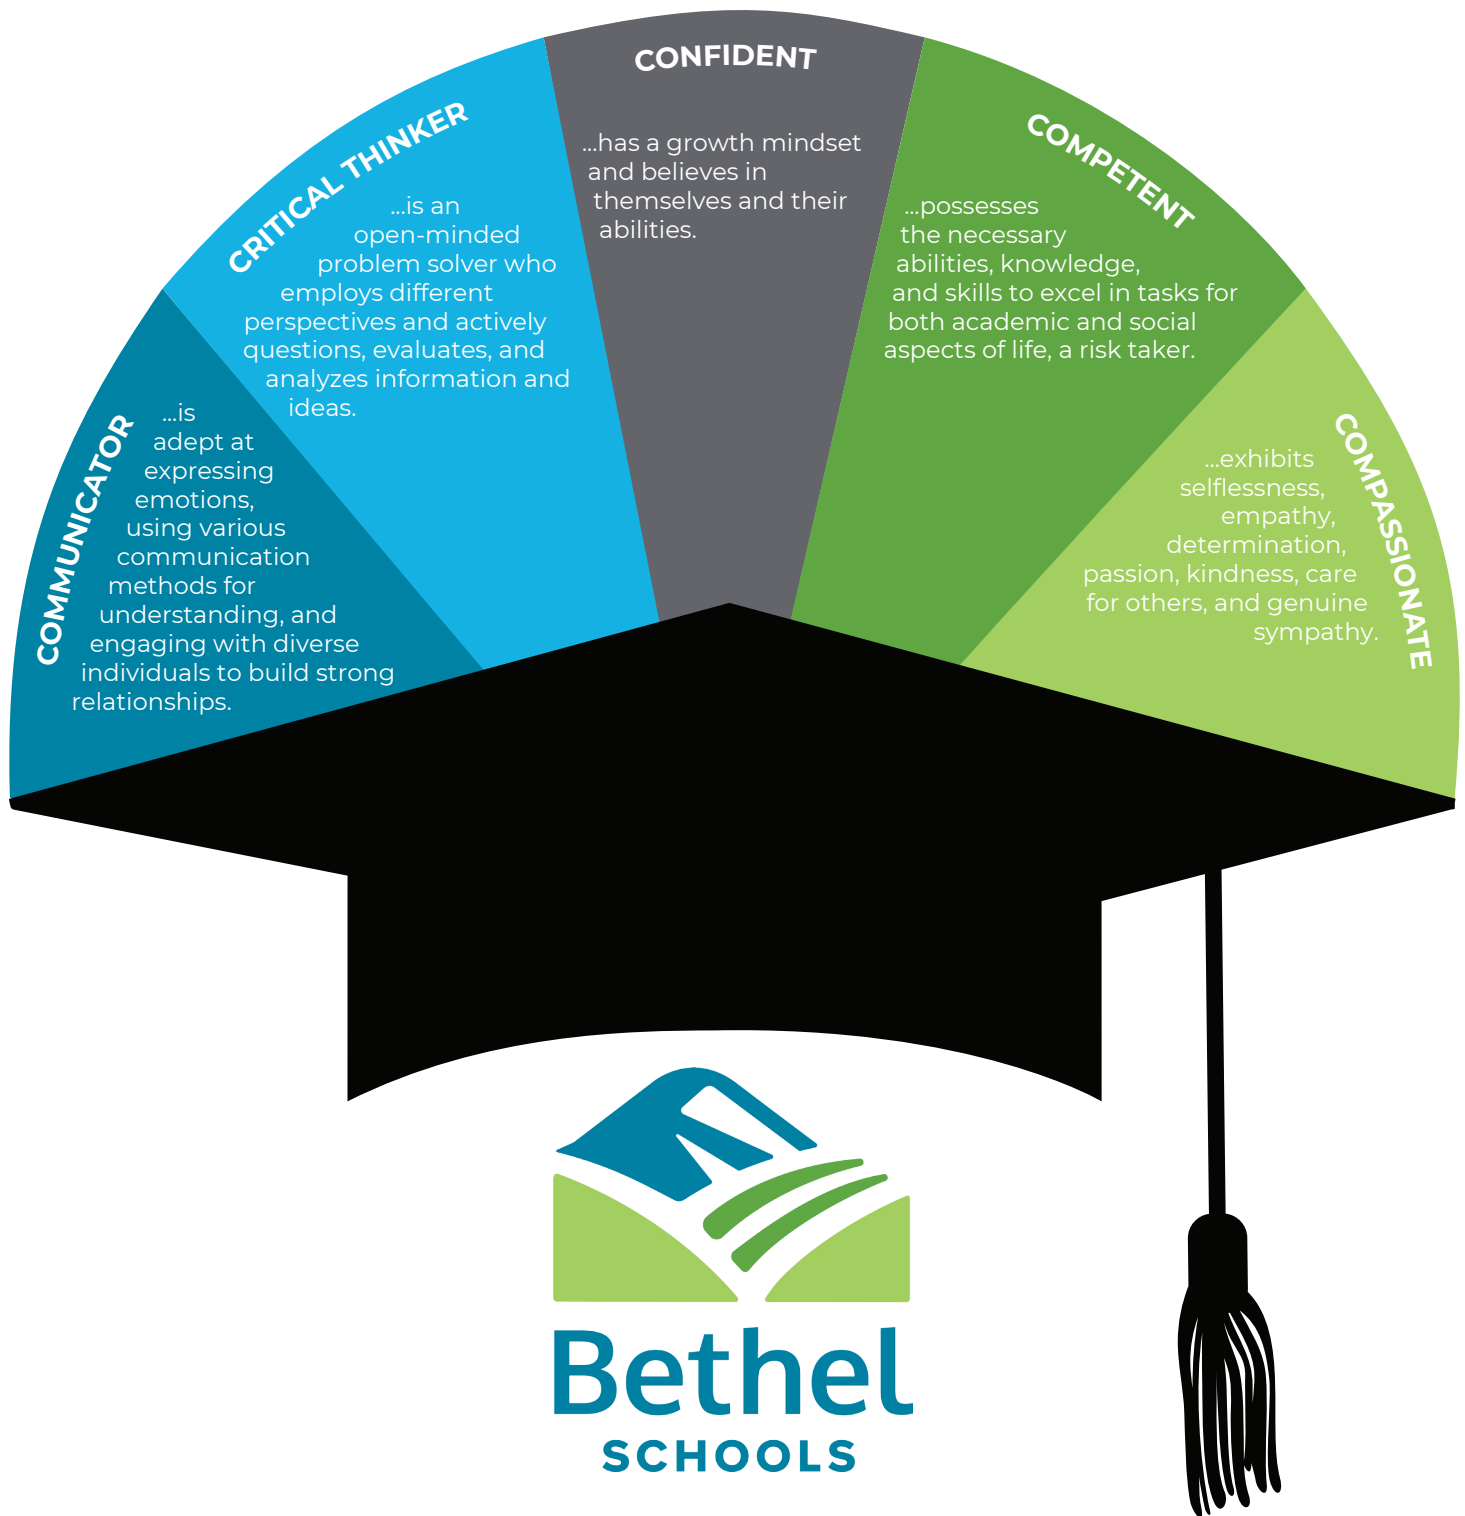 COMMUNICATOR
...is
adept at
expressing
emotions,
using various
communication
methods for
understanding, and
engaging with diverse
individuals to build strong
relationships.
CRITICAL THINKER
...is an
open-minded
problem solver who
employs different
perspectives and actively
questions, evaluates, and
analyzes information and
ideas.
CONFIDENT
...has a growth mindset
and believes in
themselves and their
abilities.
COMPETENT
...possesses
the necessary
abilities, knowledge,
and skills to excel in tasks for
both academic and social
aspects of life, a risk taker.
COMPASSIONATE
...exhibits
selflessness,
empathy,
determination,
passion, kindness, care
for others, and genuine
sympathy.
Bethel
SCHOOLS